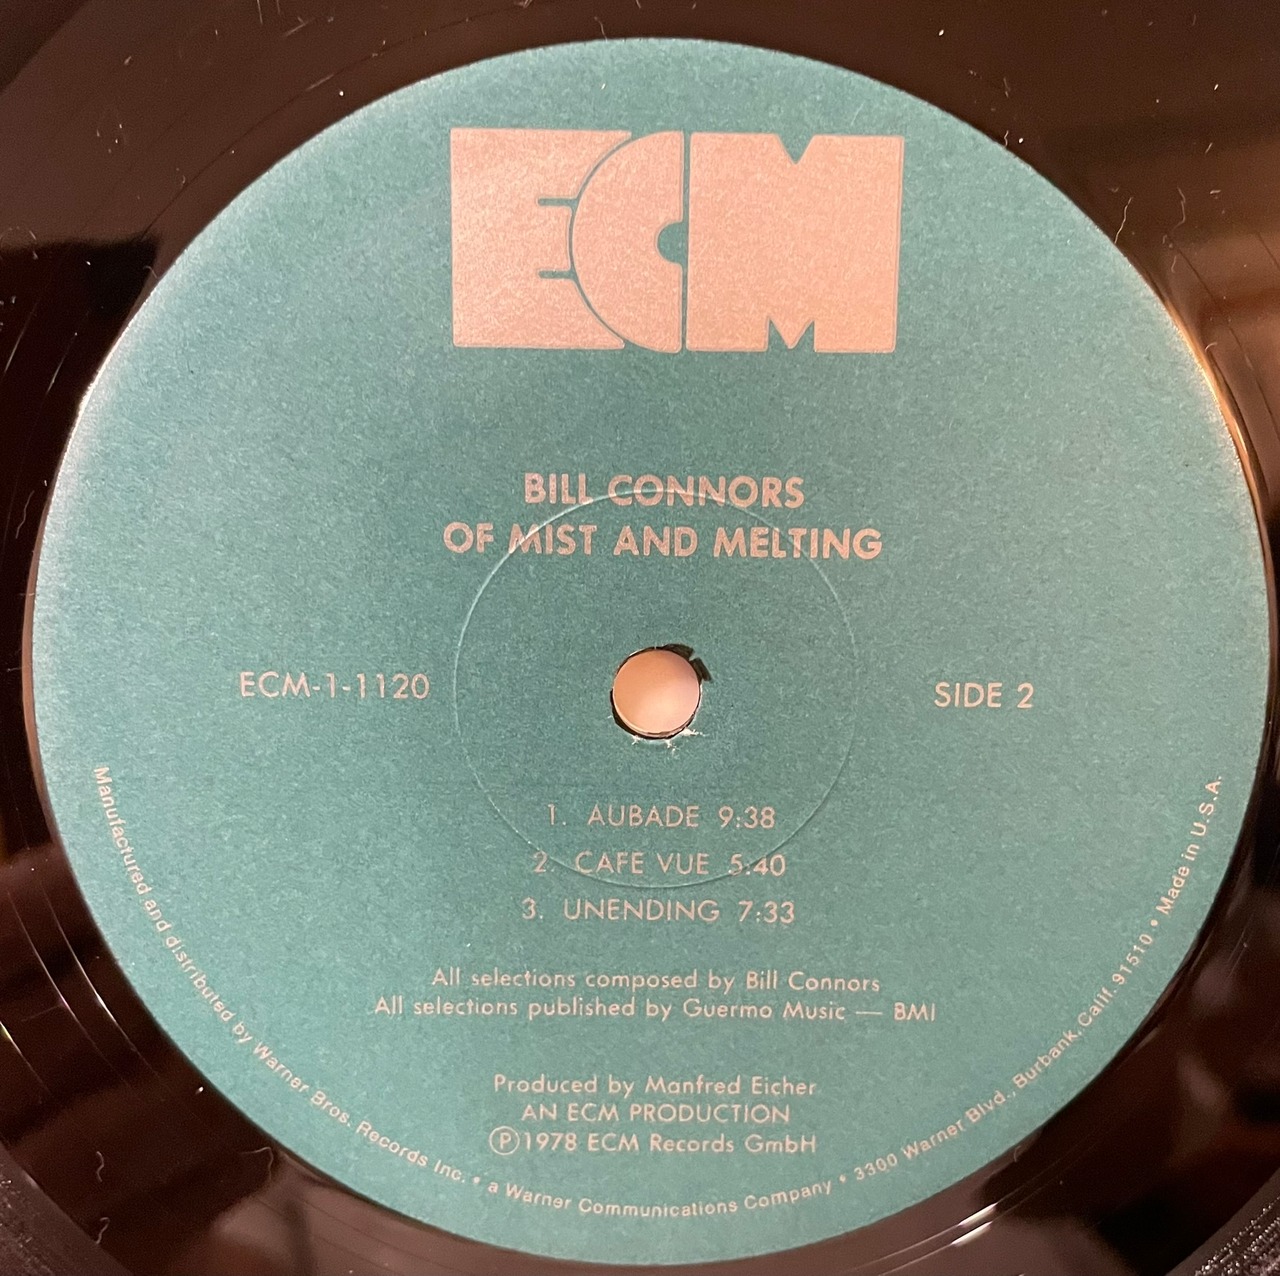 ECM
BILL CONNORS
OF MIST AND MELTING
ECM-1-1120
SIDE 2
1. AUBADE 9:38
2. CAFE VUE 5:40
3. UNENDING 7:33
All selections composed by Bill Connors
All selections published by Guermo Music — BMI
Produced by Manfred Eicher
AN ECM PRODUCTION
Ⓟ1978 ECM Records GmbH
Manufactured and distributed by Warner Bros. Records Inc. • a Warner Communications Company • 3300 Warner Blvd., Burbank, Calif. 91510 • Made in U.S.A.